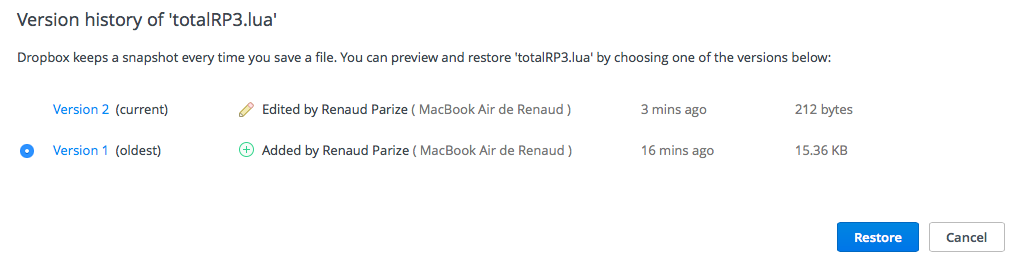 Version history of 'totalRP3.lua'
Dropbox keeps a snapshot every time you save a file. You can preview and restore 'totalRP3.lua' by choosing one of the versions below:
Version 2 (current) Edited by Renaud Parize ( MacBook Air de Renaud ) 3 mins ago 212 bytes
Version 1 (oldest) Added by Renaud Parize ( MacBook Air de Renaud ) 16 mins ago 15.36 KB
Restore Cancel